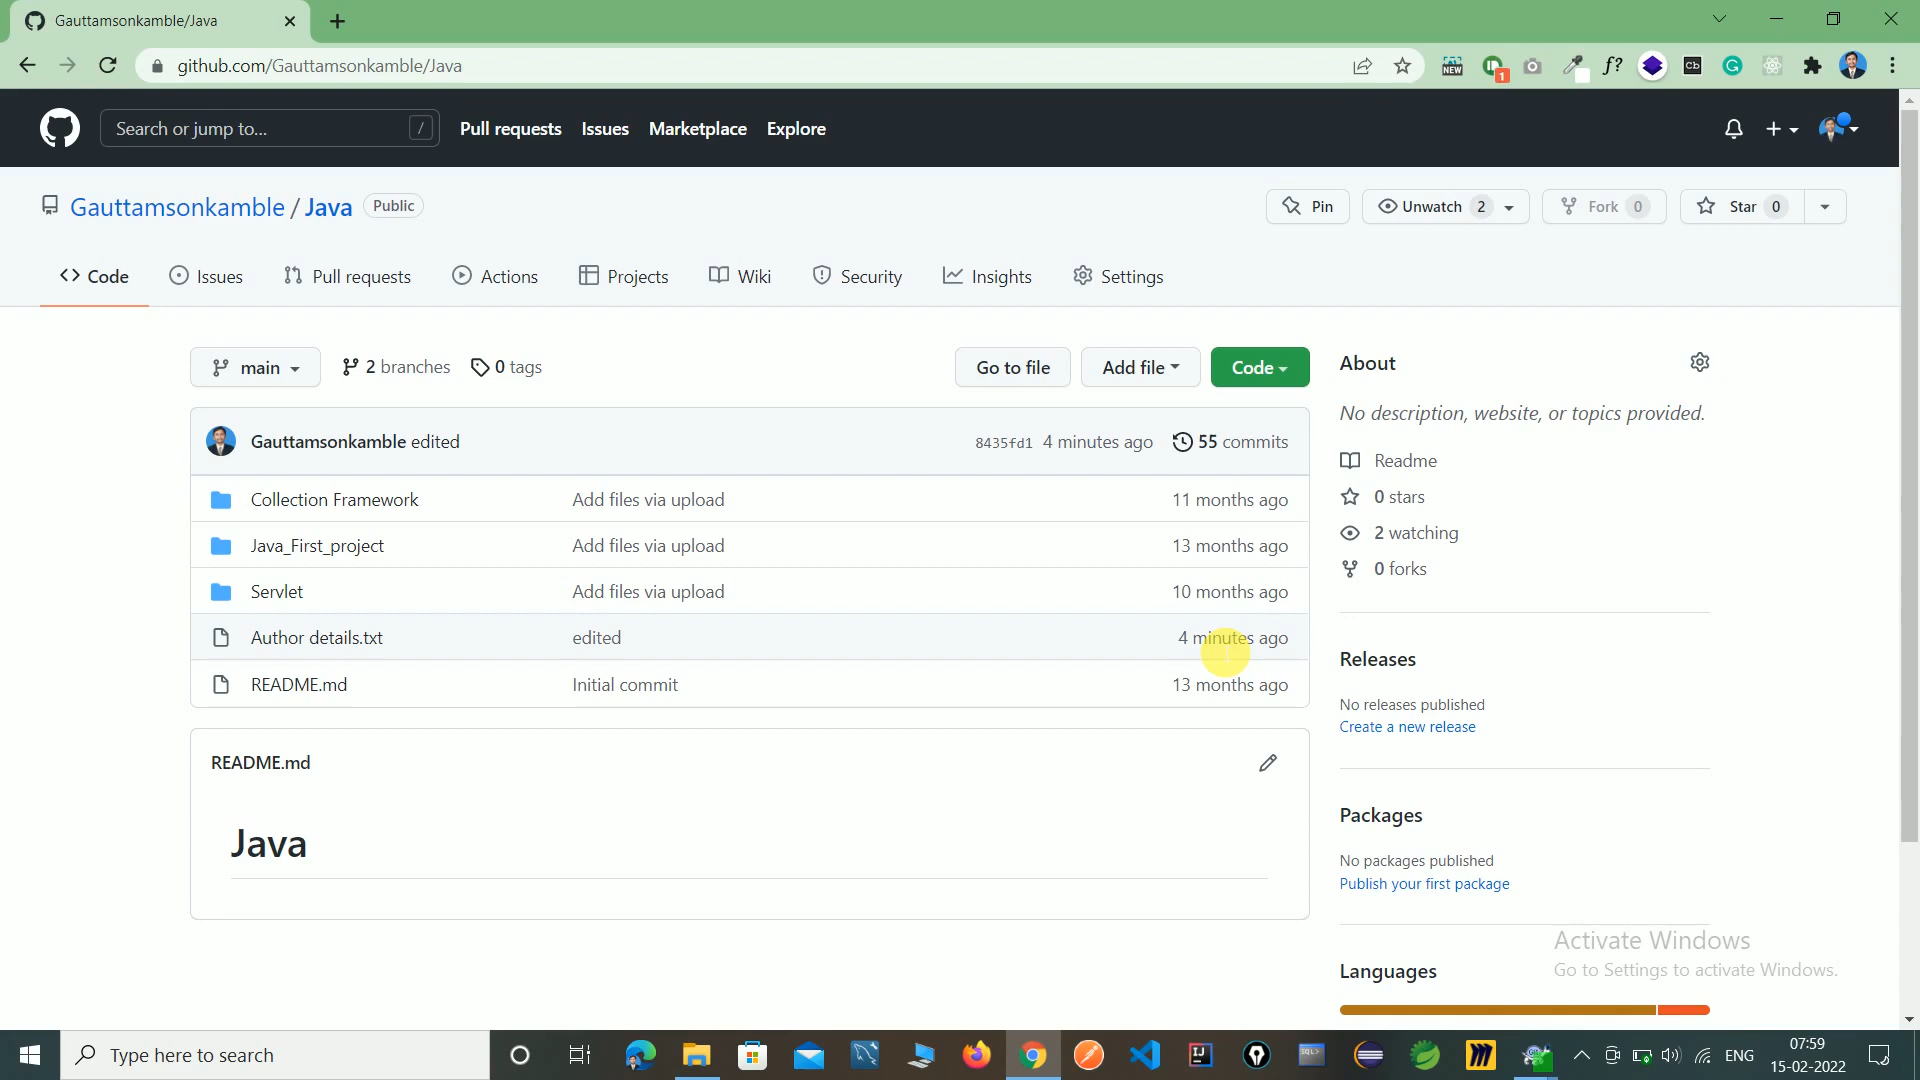 Gauttamsonkamble/Java
github.com/Gauttamsonkamble/Java
NEW
1
f?
cb
Search or jump to...
/
Pull requests
Issues
Marketplace
Explore
Gauttamsonkamble / Java
Public
Pin
Unwatch 2
Fork 0
Star 0
Code
Issues
Pull requests
Actions
Projects
Wiki
Security
Insights
Settings
main
2 branches
0 tags
Go to file
Add file
Code
Gauttamsonkamble edited
8435fd1 4 minutes ago
55 commits
Collection Framework Add files via upload 11 months ago
Java_First_project Add files via upload 13 months ago
Servlet Add files via upload 10 months ago
Author details.txt edited 4 minutes ago
README.md Initial commit 13 months ago
README.md
Java
About
No description, website, or topics provided.
Readme
0 stars
2 watching
0 forks
Releases
No releases published
Create a new release
Packages
No packages published
Publish your first package
Languages
Activate Windows
Go to Settings to activate Windows.
Type here to search
ENG
07:59
15-02-2022